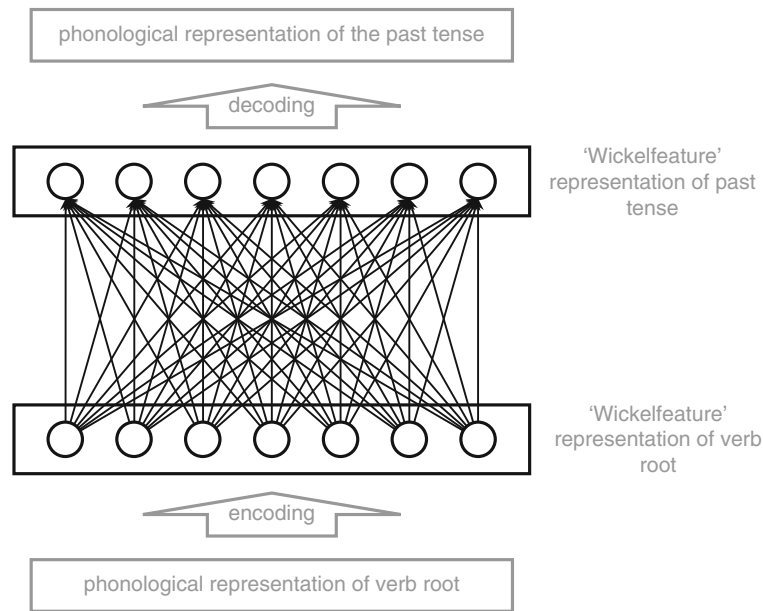 phonological representation of the past tense
decoding
‘Wickelfeature’
representation of past
tense
‘Wickelfeature’
representation of verb
root
encoding
phonological representation of verb root